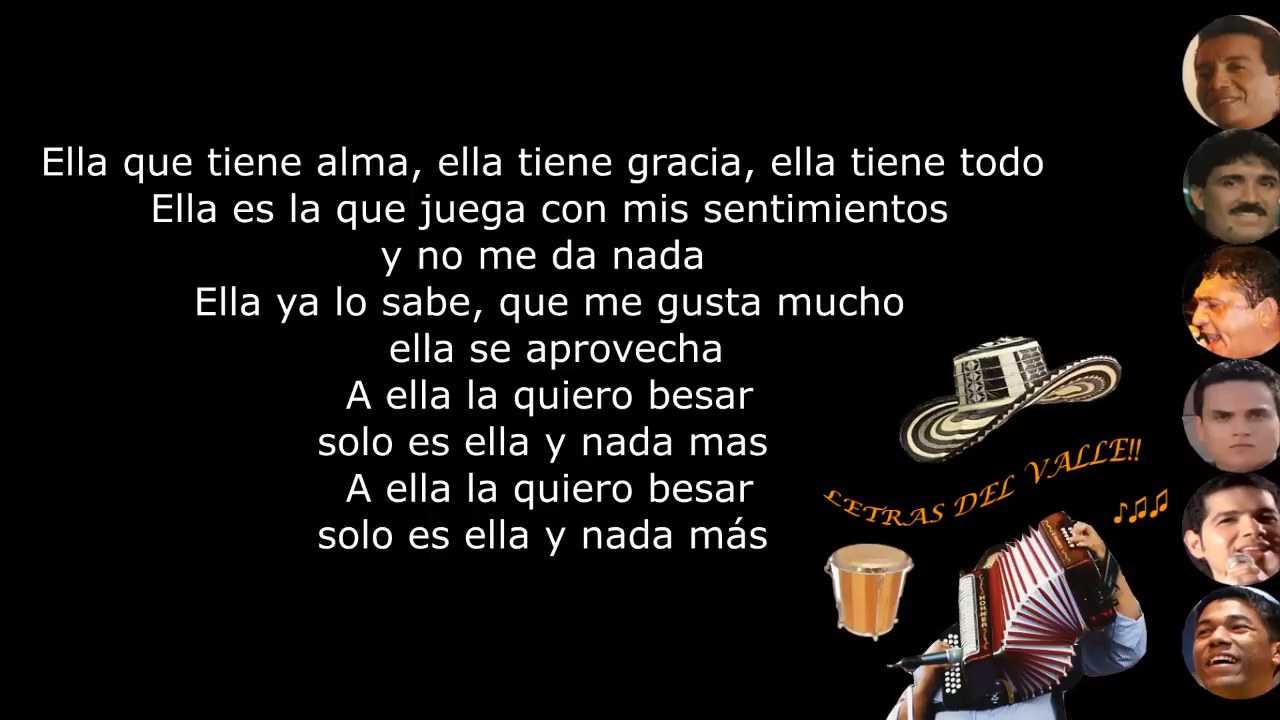 Ella que tiene alma, ella tiene gracia, ella tiene todo
Ella es la que juega con mis sentimientos
y no me da nada
Ella ya lo sabe, que me gusta mucho
ella se aprovecha
A ella la quiero besar
solo es ella y nada mas
A ella la quiero besar
solo es ella y nada más
LETRAS DEL VALLE!!
HOHNER